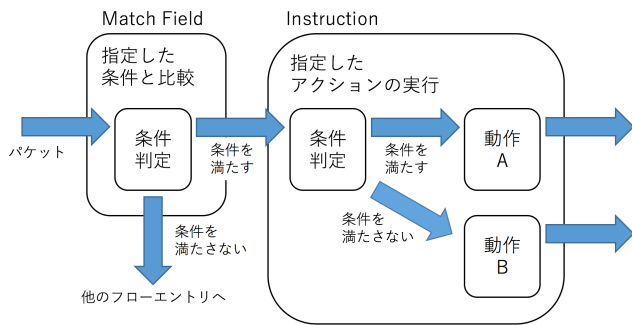 Match Field
Instruction
指定した
条件と比較
指定した
アクションの実行
パケット
条件
判定
条件を
満たす
条件
判定
条件を
満たす
動作
A
条件を
満たさない
条件を
満たさない
動作
B
他のフローエントリへ